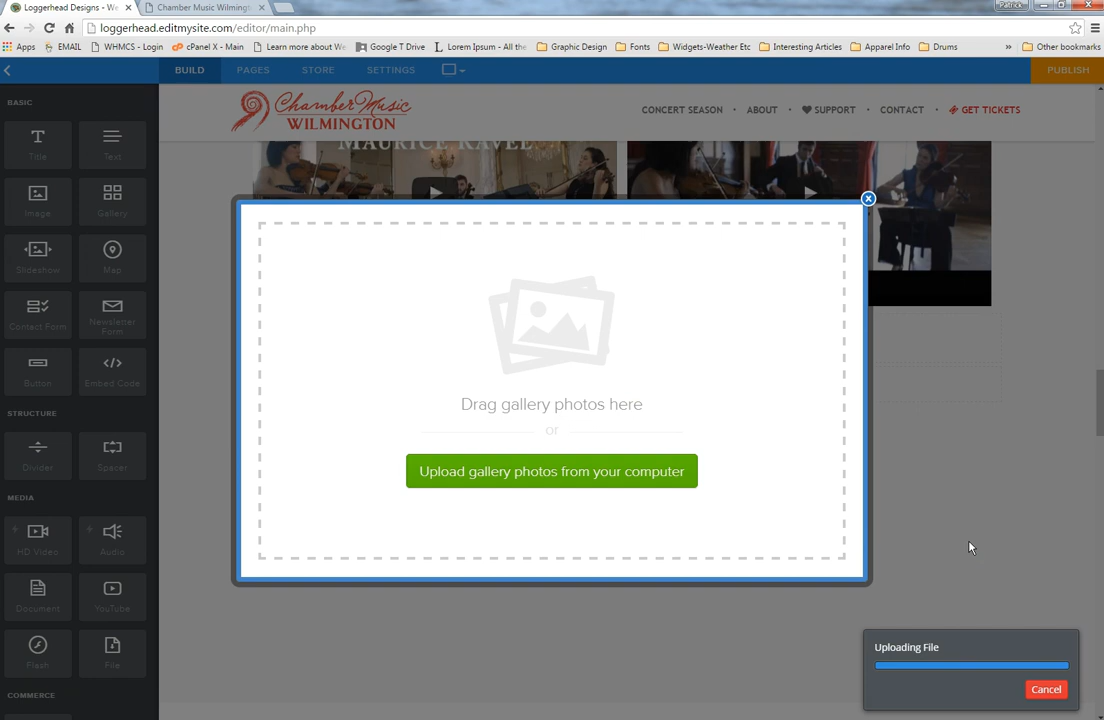 Loggerhead Designs - We
Chamber Music Wilmingt
Patrick
loggerhead.editmysite.com/editor/main.php
Apps
EMAIL
WHMCS - Login
cPanel X - Main
Learn more about We
Google T Drive
Lorem Ipsum - All the
Graphic Design
Fonts
Widgets-Weather Etc
Interesting Articles
Apparel Info
Drums
»
Other bookmarks
BUILD
PAGES
STORE
SETTINGS
PUBLISH
BASIC
Title
Text
Image
Gallery
Slideshow
Map
Contact Form
Newsletter
Form
Button
Embed Code
STRUCTURE
Divider
Spacer
MEDIA
HD Video
Audio
Document
YouTube
Flash
File
COMMERCE
Chamber Music
WILMINGTON
CONCERT SEASON • ABOUT • SUPPORT • CONTACT • GET TICKETS
MAURICE RAVEL
x
Drag gallery photos here
or
Upload gallery photos from your computer
Uploading File
Cancel